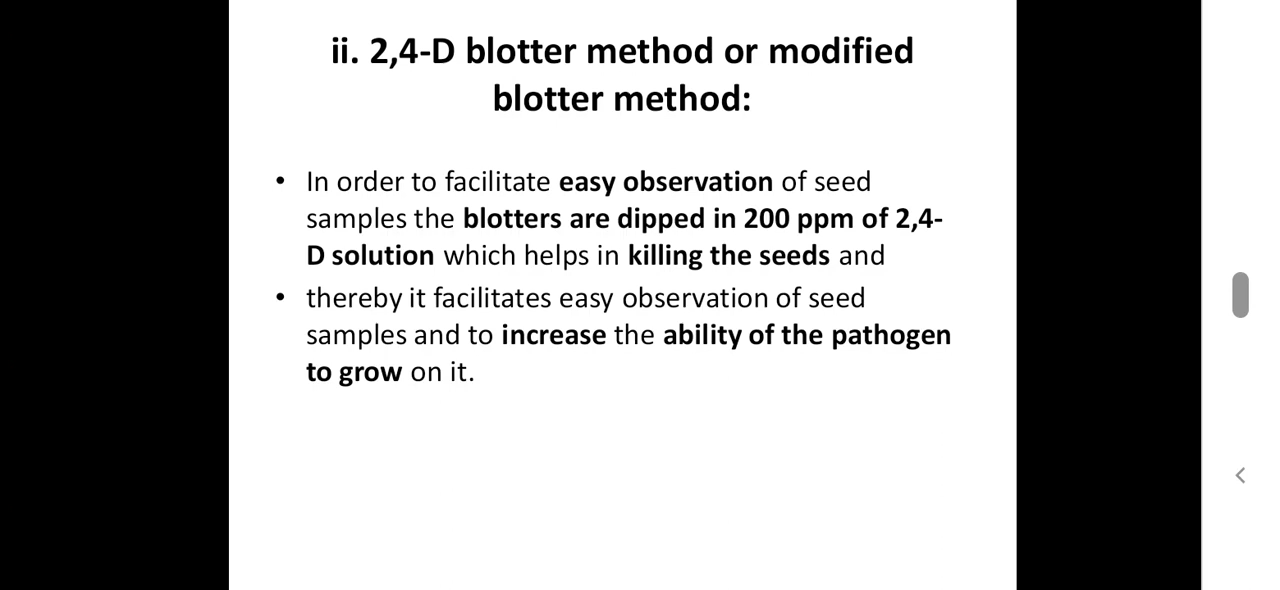 ii. 2,4-D blotter method or modified
blotter method:
• In order to facilitate easy observation of seed
samples the blotters are dipped in 200 ppm of 2,4-
D solution which helps in killing the seeds and
• thereby it facilitates easy observation of seed
samples and to increase the ability of the pathogen
to grow on it.